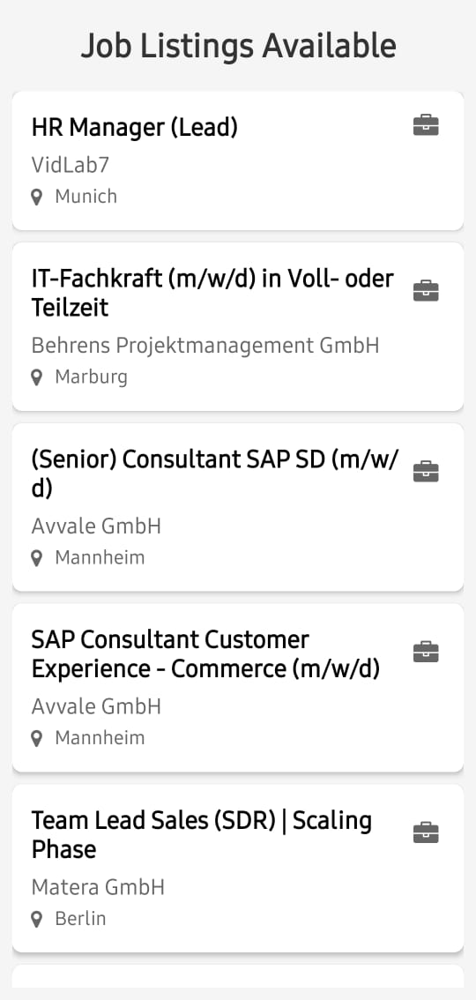 Job Listings Available
HR Manager (Lead)
VidLab7
Munich
IT-Fachkraft (m/w/d) in Voll- oder
Teilzeit
Behrens Projektmanagement GmbH
Marburg
(Senior) Consultant SAP SD (m/w/
d)
Avvale GmbH
Mannheim
SAP Consultant Customer
Experience - Commerce (m/w/d)
Avvale GmbH
Mannheim
Team Lead Sales (SDR) | Scaling
Phase
Matera GmbH
Berlin